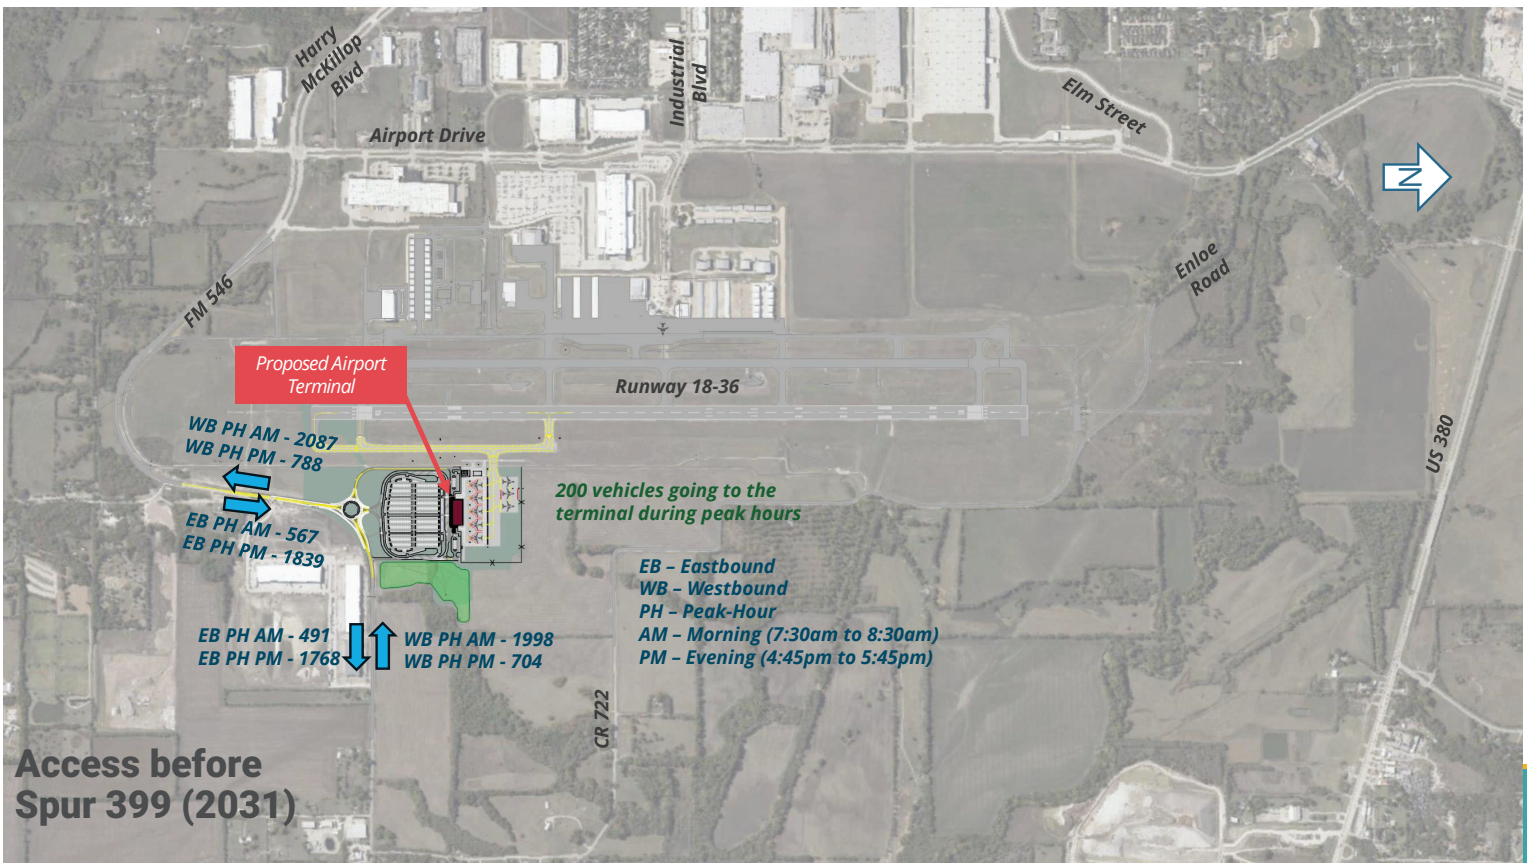 Harry
McKillop
Blvd
Airport Drive
Industrial
Blvd
Elm Street
N
Enloe
Road
FM 546
Proposed Airport
Terminal
Runway 18-36
US 380
WB PH AM - 2087
WB PH PM - 788
200 vehicles going to the
terminal during peak hours
EB PH AM - 567
EB PH PM - 1839
EB – Eastbound
WB – Westbound
PH – Peak-Hour
AM – Morning (7:30am to 8:30am)
PM – Evening (4:45pm to 5:45pm)
EB PH AM - 491
EB PH PM - 1768
WB PH AM - 1998
WB PH PM - 704
CR 722
Access before
Spur 399 (2031)